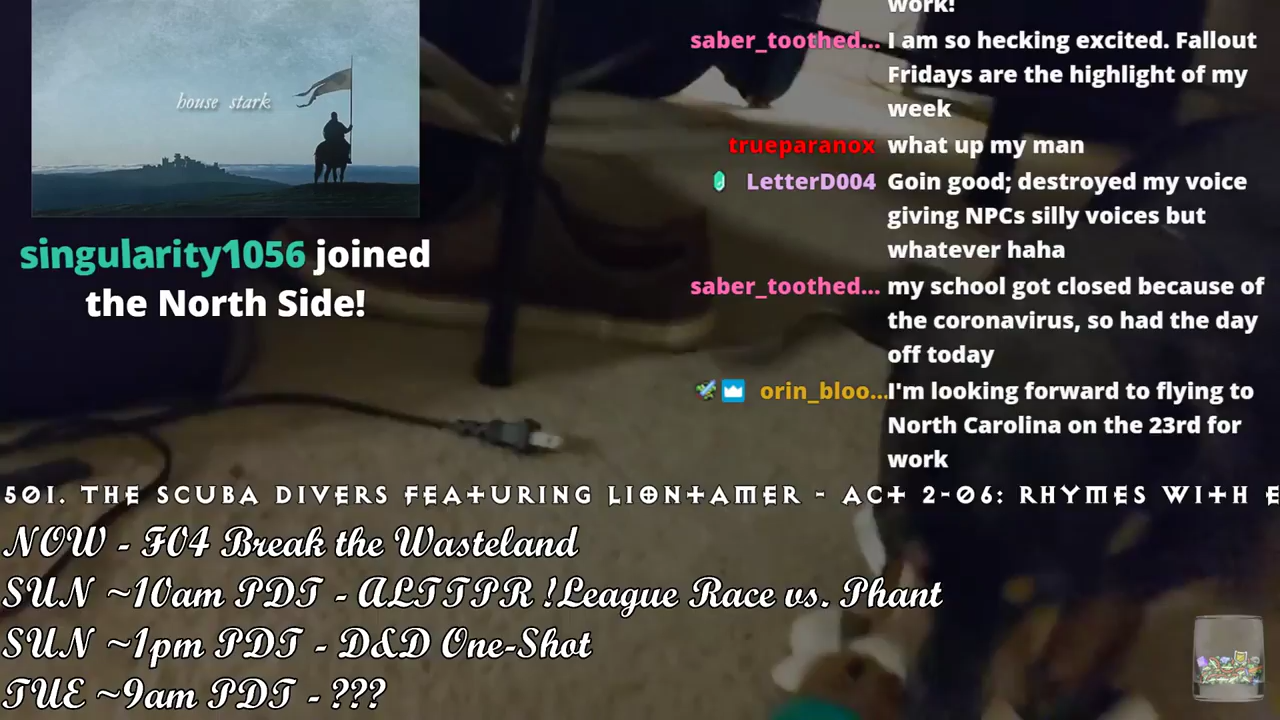 house stark
singularity1056 joined
the North Side!
work!
saber_toothed... I am so hecking excited. Fallout
Fridays are the highlight of my
week
trueparanox what up my man
LetterD004 Goin good; destroyed my voice
giving NPCs silly voices but
whatever haha
saber_toothed... my school got closed because of
the coronavirus, so had the day
off today
orin_bloo... I'm looking forward to flying to
North Carolina on the 23rd for
work
501. THE SCUBA DIVERS FEATURING LIONTAMER - ACT 2-06: RHYMES WITH E
NOW - FO4 Break the Wasteland
SUN ~10am PDT - ALTTPR !League Race vs. Phant
SUN ~1pm PDT - D&D One-Shot
TUE ~9am PDT - ???